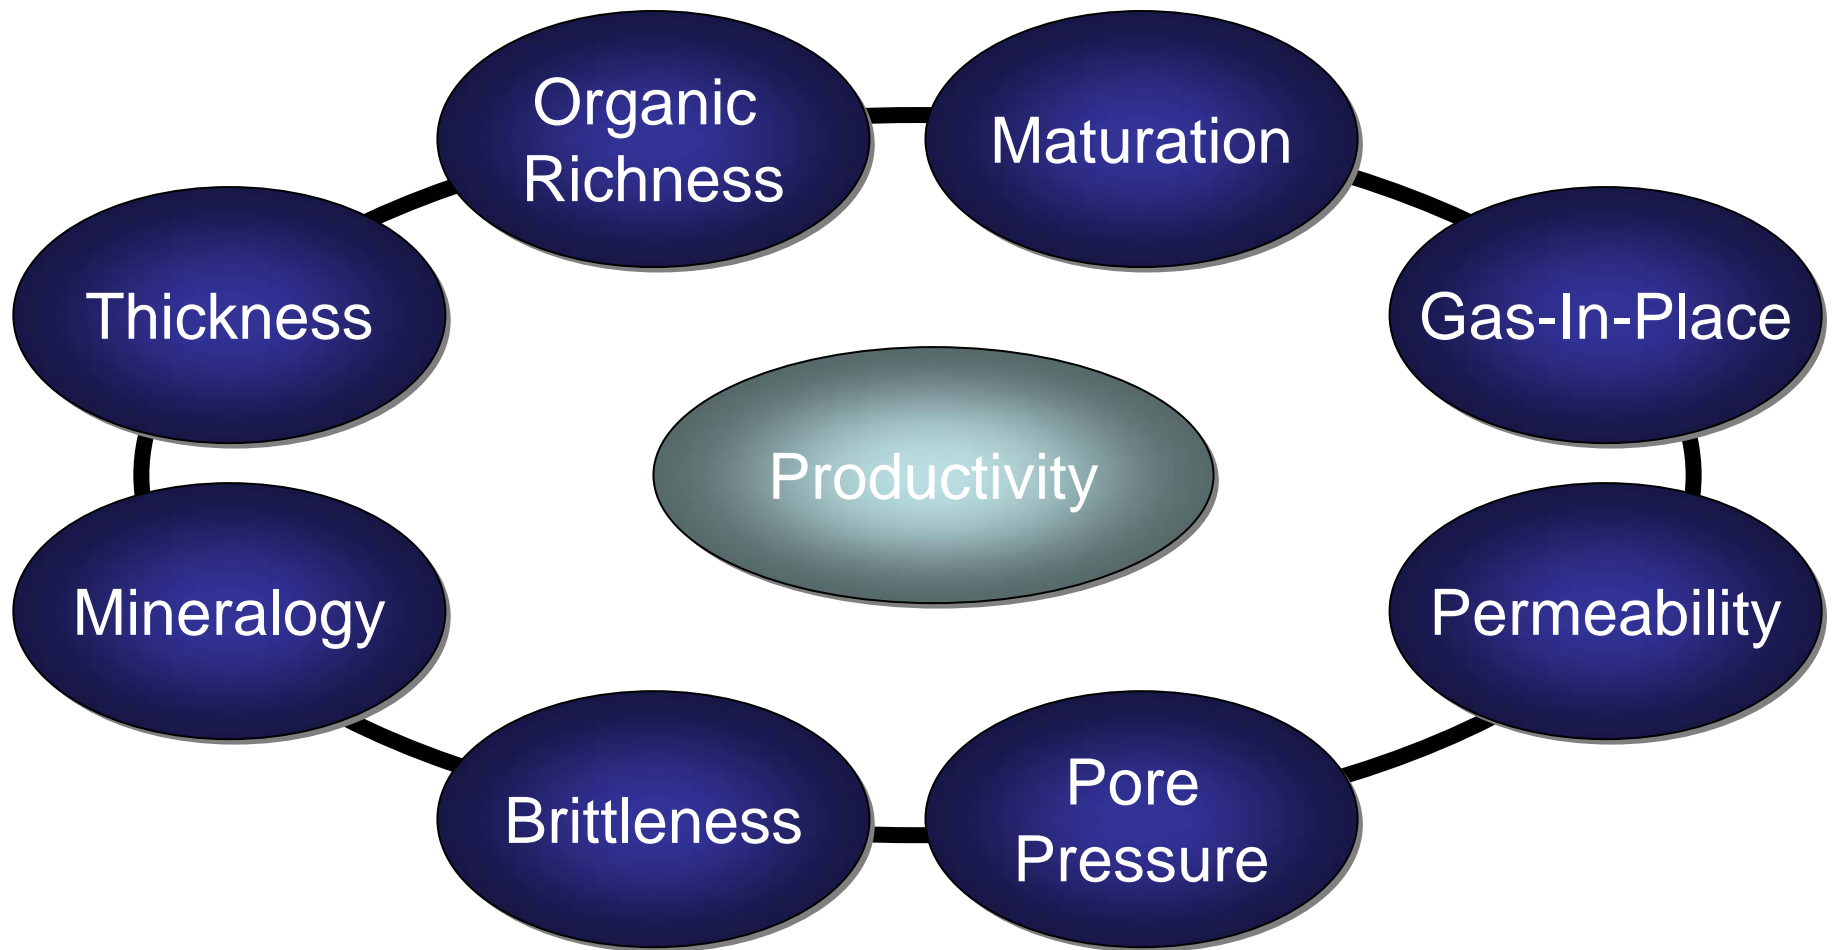 Organic
Richness
Maturation
Thickness
Gas-In-Place
Productivity
Mineralogy
Permeability
Brittleness
Pore
Pressure